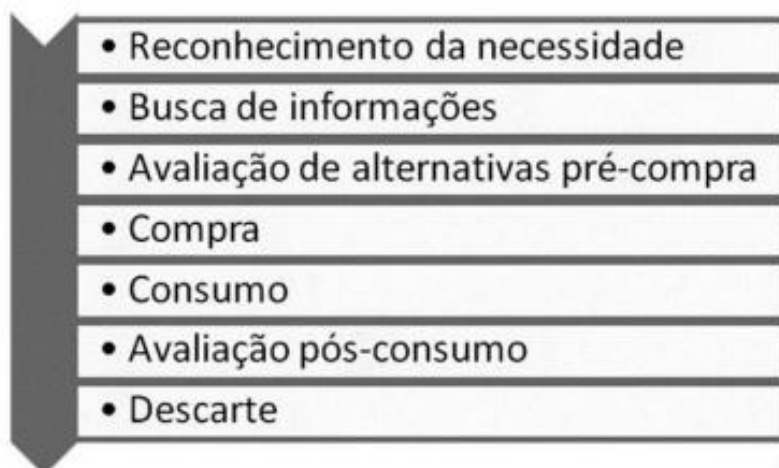 • Reconhecimento da necessidade
• Busca de informações
• Avaliação de alternativas pré-compra
• Compra
• Consumo
• Avaliação pós-consumo
• Descarte